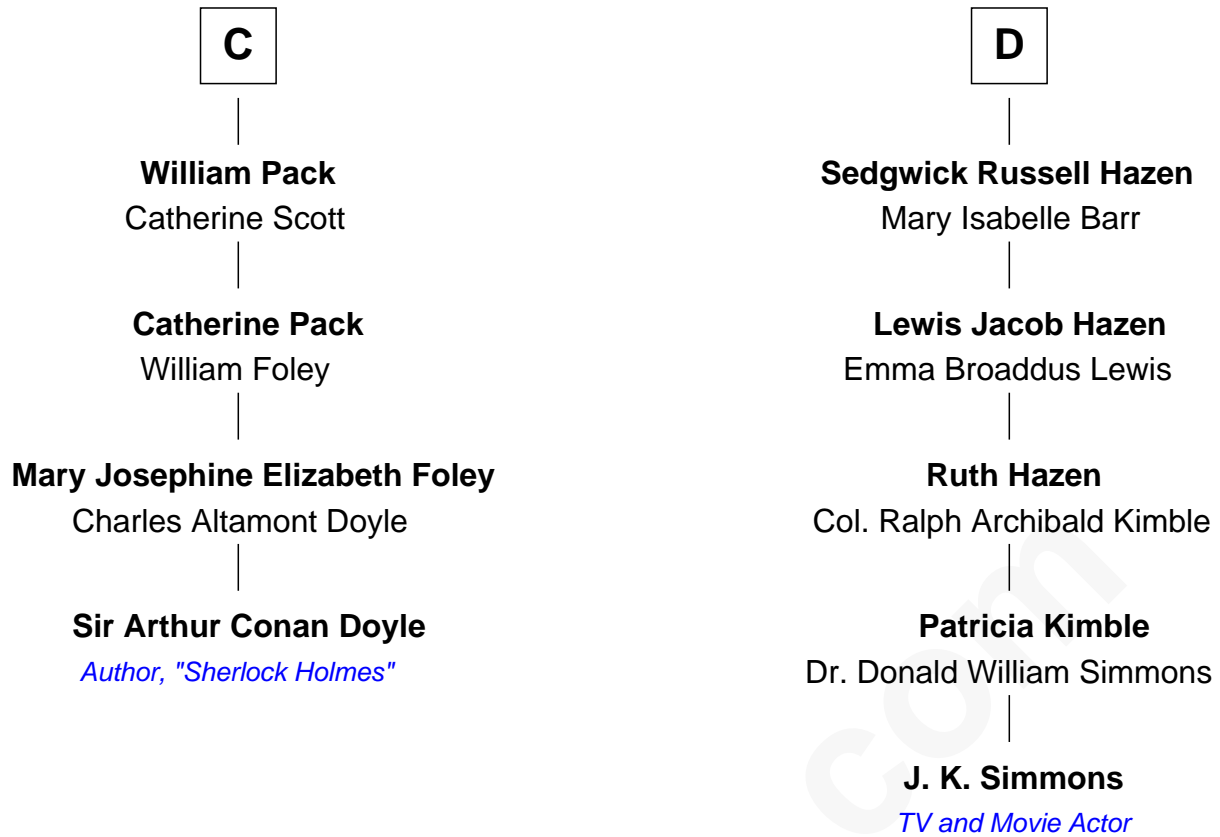 C
William Pack
Catherine Scott
Catherine Pack
William Foley
Mary Josephine Elizabeth Foley
Charles Altamont Doyle
Sir Arthur Conan Doyle
Author, "Sherlock Holmes"
D
Sedgwick Russell Hazen
Mary Isabelle Barr
Lewis Jacob Hazen
Emma Broaddus Lewis
Ruth Hazen
Col. Ralph Archibald Kimble
Patricia Kimble
Dr. Donald William Simmons
J. K. Simmons
TV and Movie Actor
com